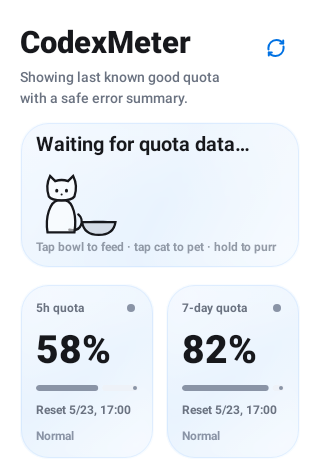 CodexMeter
Showing last known good quota
with a safe error summary.
Waiting for quota data…
Tap bowl to feed · tap cat to pet · hold to purr
5h quota
58%
Reset 5/23, 17:00
Normal
7-day quota
82%
Reset 5/23, 17:00
Normal